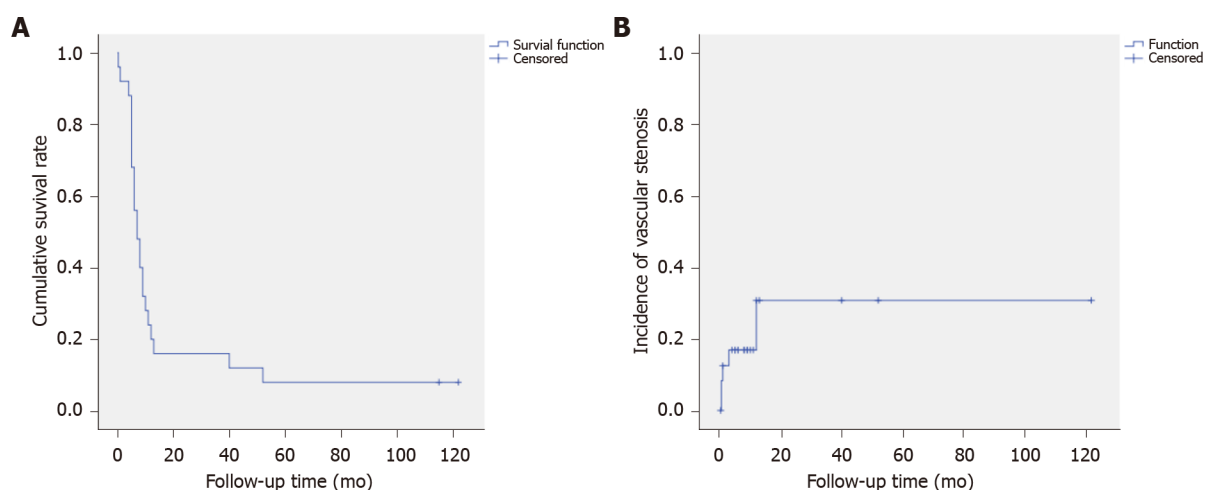 A
Cumulative suvival rate
1.0
0.8
0.6
0.4
0.2
0.0
0 20 40 60 80 100 120
Follow-up time (mo)
Survial function
Censored
B
Incidence of vascular stenosis
1.0
0.8
0.6
0.4
0.2
0.0
0 20 40 60 80 100 120
Follow-up time (mo)
Function
Censored